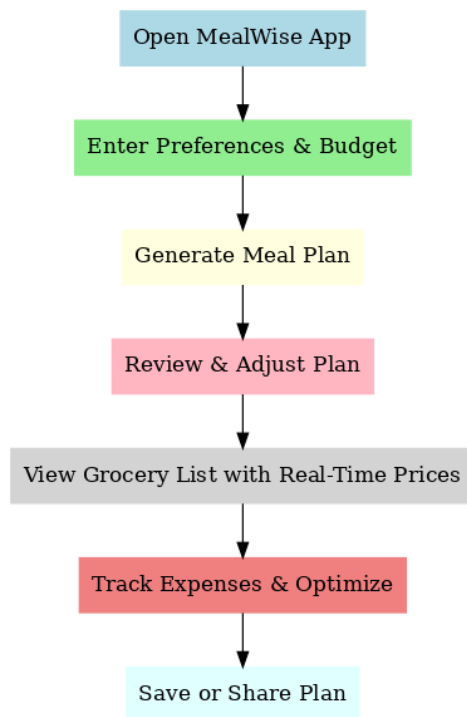 Open MealWise App
Enter Preferences & Budget
Generate Meal Plan
Review & Adjust Plan
View Grocery List with Real-Time Prices
Track Expenses & Optimize
Save or Share Plan